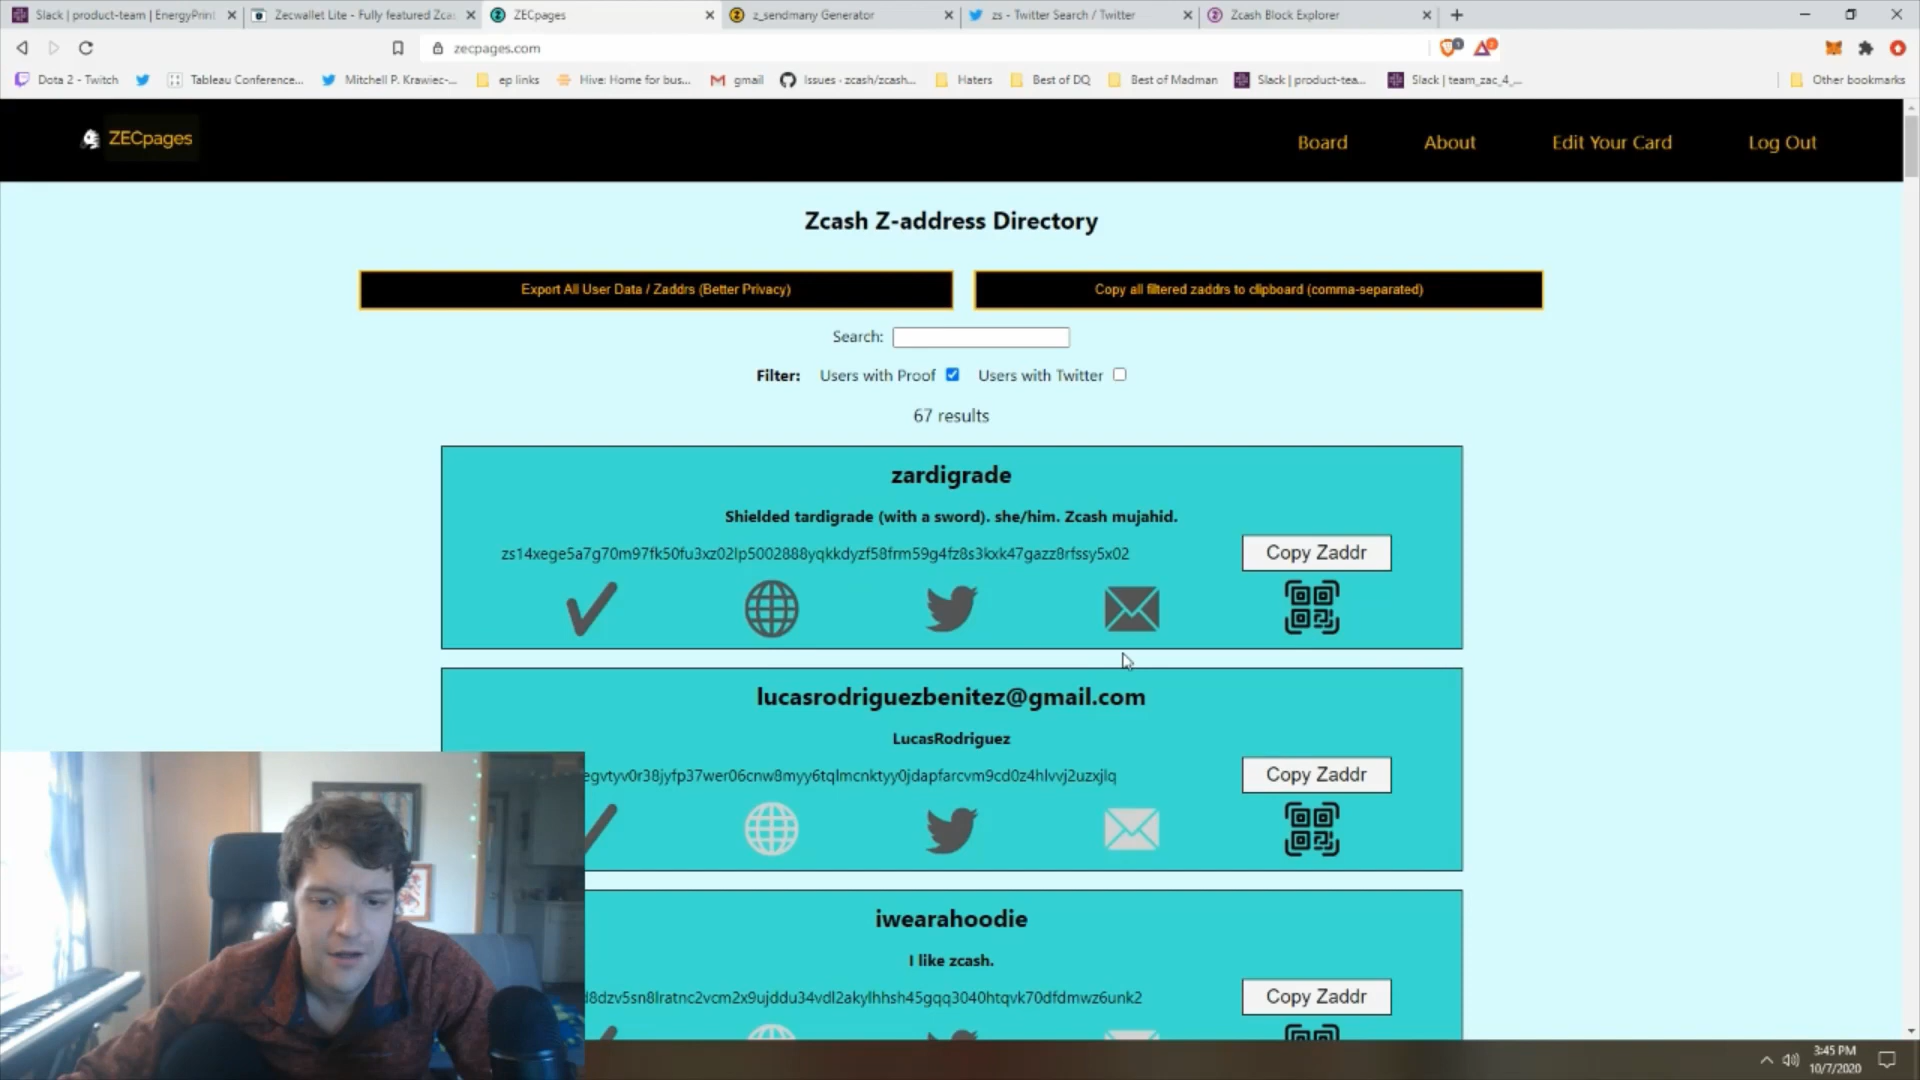 Slack | product-team | EnergyPrint
Zecwallet Lite - Fully featured Zca
ZECpages
z_sendmany Generator
zs - Twitter Search / Twitter
Zcash Block Explorer
zecpages.com
Dota 2 - Twitch
Tableau Conference...
Mitchell P. Krawiec-...
ep links
Hive: Home for bus...
gmail
Issues · zcash/zcash...
Haters
Best of DQ
Best of Madman
Slack | product-tea...
Slack | team_zac_4_...
Other bookmarks
ZECpages
Board
About
Edit Your Card
Log Out
Zcash Z-address Directory
Export All User Data / Zaddrs (Better Privacy)
Copy all filtered zaddrs to clipboard (comma-separated)
Search:
Filter: Users with Proof Users with Twitter
67 results
zardigrade
Shielded tardigrade (with a sword). she/him. Zcash mujahid.
zs14xege5a7g70m97fk50fu3xz02lp5002888yqkkdyzf58frm59g4fz8s3kxk47gazz8rfssy5x02
Copy Zaddr
lucasrodriguezbenitez@gmail.com
LucasRodriguez
egvtyv0r38jyfp37wer06cnw8myy6tqlmcnktyy0jdapfarcvm9cd0z4hlvvj2uzxjlq
Copy Zaddr
iwearahoodie
I like zcash.
d8dzv5sn8lratnc2vcm2x9ujddu34vdl2akylhhsh45gqq3040htqvk70dfdmwz6unk2
Copy Zaddr
3:45 PM
10/7/2020